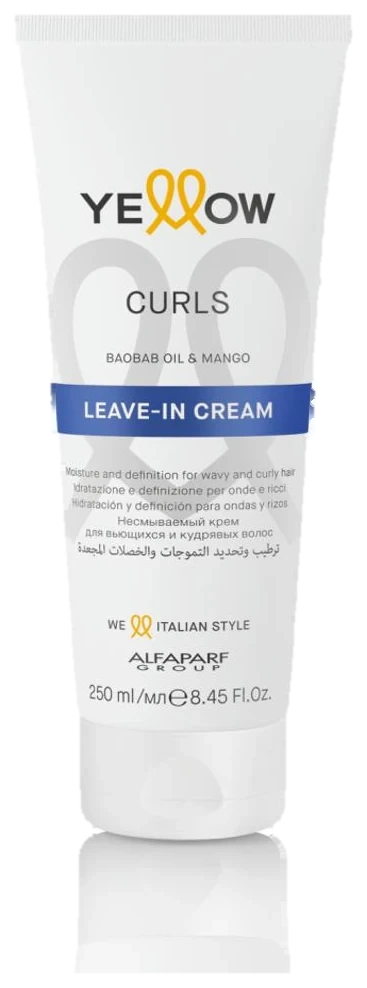 YELLOW
CURLS
BAOBAB OIL & MANGO
LEAVE-IN CREAM
Moisture and definition for wavy and curly hair
Idratazione e definizione per onde e ricci
Hidratación y definición para ondas y rizos
Несмываемый крем
для вьющихся и кудрявых волос
ترطيب وتحديد التموجات والخصلات المجعدة
WE ITALIAN STYLE
ALFAPARF
GROUP
250 ml/мл℮8.45 Fl.Oz.